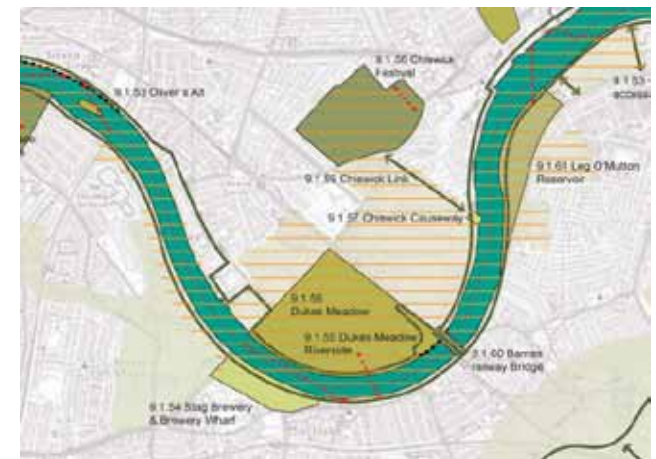 9.1.56 Chiswick
Festival
9.1.53 Oliver's Ait
9.1.53
access
9.1.61 Leg O'Mutton
Reservoir
9.1.59 Chiswick Link
9.1.57 Chiswick Causeway
9.1.56
Dukes Meadow
9.1.55 Dukes Meadow
Riverside
9.1.60 Barnes
railway Bridge
9.1.54 Stag Brewery
& Brewery Wharf